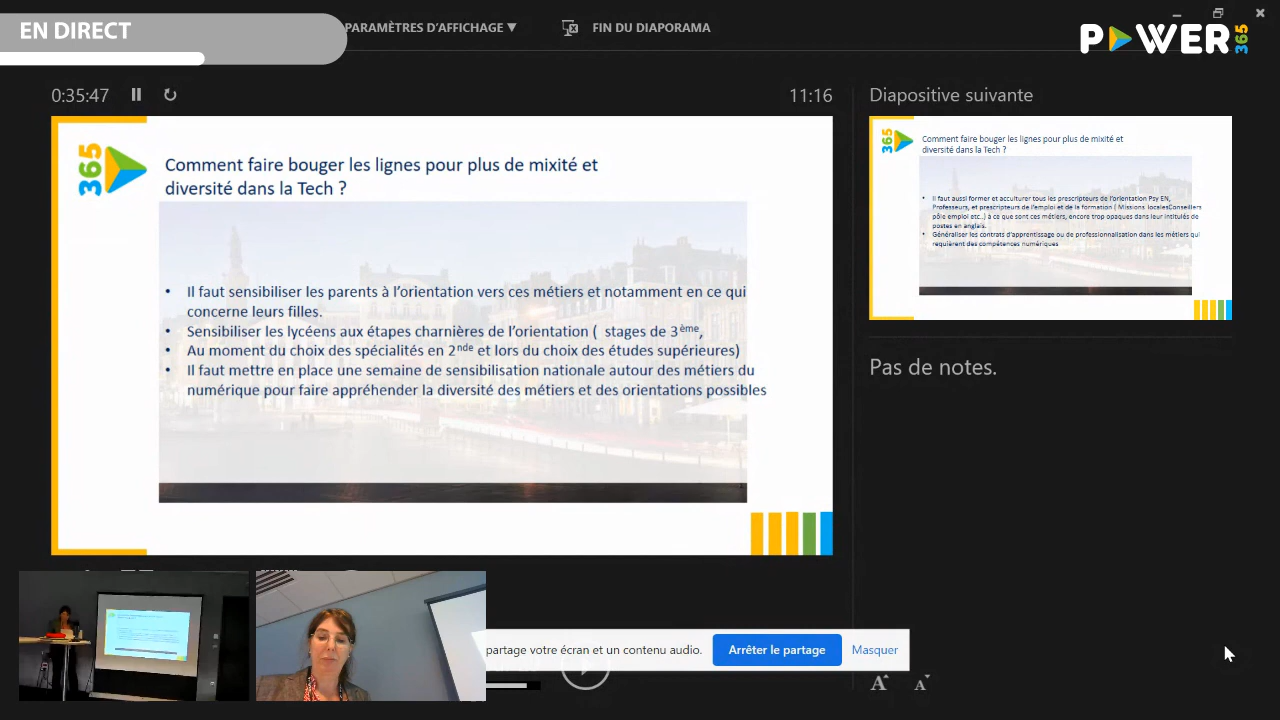 EN DIRECT
PARAMÈTRES D'AFFICHAGE ▼
FIN DU DIAPORAMA
POWER 365
0:35:47
11:16
Diapositive suivante
365
Comment faire bouger les lignes pour plus de mixité et
diversité dans la Tech ?
• Il faut sensibiliser les parents à l'orientation vers ces métiers et notamment en ce qui
concerne leurs filles.
• Sensibiliser les lycéens aux étapes charnières de l'orientation ( stages de 3ème,
• Au moment du choix des spécialités en 2nde et lors du choix des études supérieures)
• Il faut mettre en place une semaine de sensibilisation nationale autour des métiers du
numérique pour faire appréhender la diversité des métiers et des orientations possibles
365
Comment faire bouger les lignes pour plus de mixité et
diversité dans la Tech ?
• Il faut aussi former et acculturer tous les prescripteurs de l'orientation Psy EN,
Professeurs, et prescripteurs de l'emploi et de la formation ( Missions localesConseillers
pôle emploi etc..) à ce que sont ces métiers, encore trop opaques dans leur intitulés de
postes en anglais.
• Généraliser les contrats d'apprentissage ou de professionnalisation dans les métiers qui
requièrent des compétences numériques
Pas de notes.
partage votre écran et un contenu audio.
Arrêter le partage
Masquer
A A